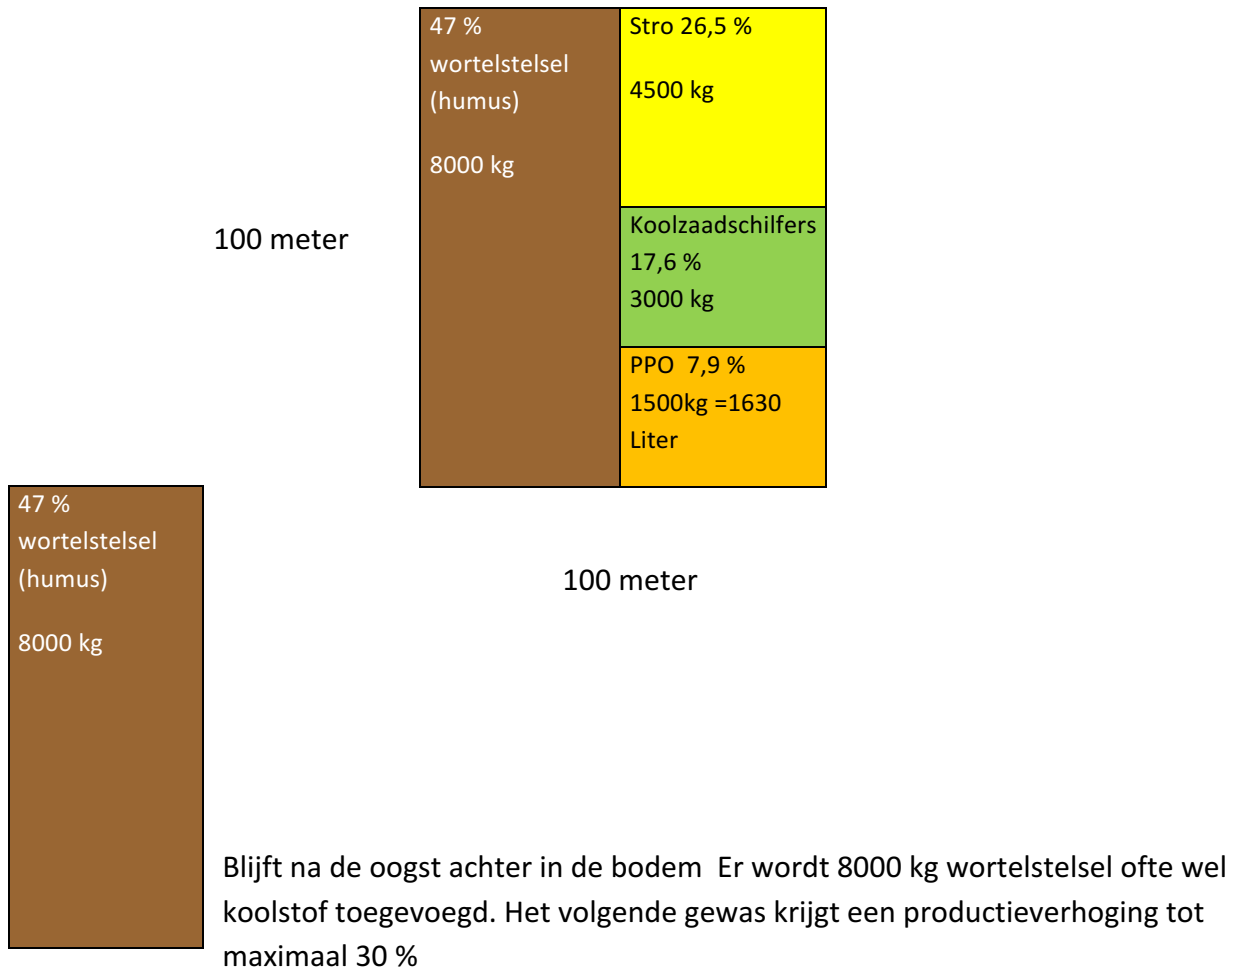 47 %
wortelstelsel
(humus)
8000 kg
Stro 26,5 %
4500 kg
Koolzaadschilfers
17,6 %
3000 kg
PPO  7,9 %
1500kg =1630
Liter
100 meter
100 meter
47 %
wortelstelsel
(humus)
8000 kg
Blijft na de oogst achter in de bodem  Er wordt 8000 kg wortelstelsel ofte wel
koolstof toegevoegd. Het volgende gewas krijgt een productieverhoging tot
maximaal 30 %